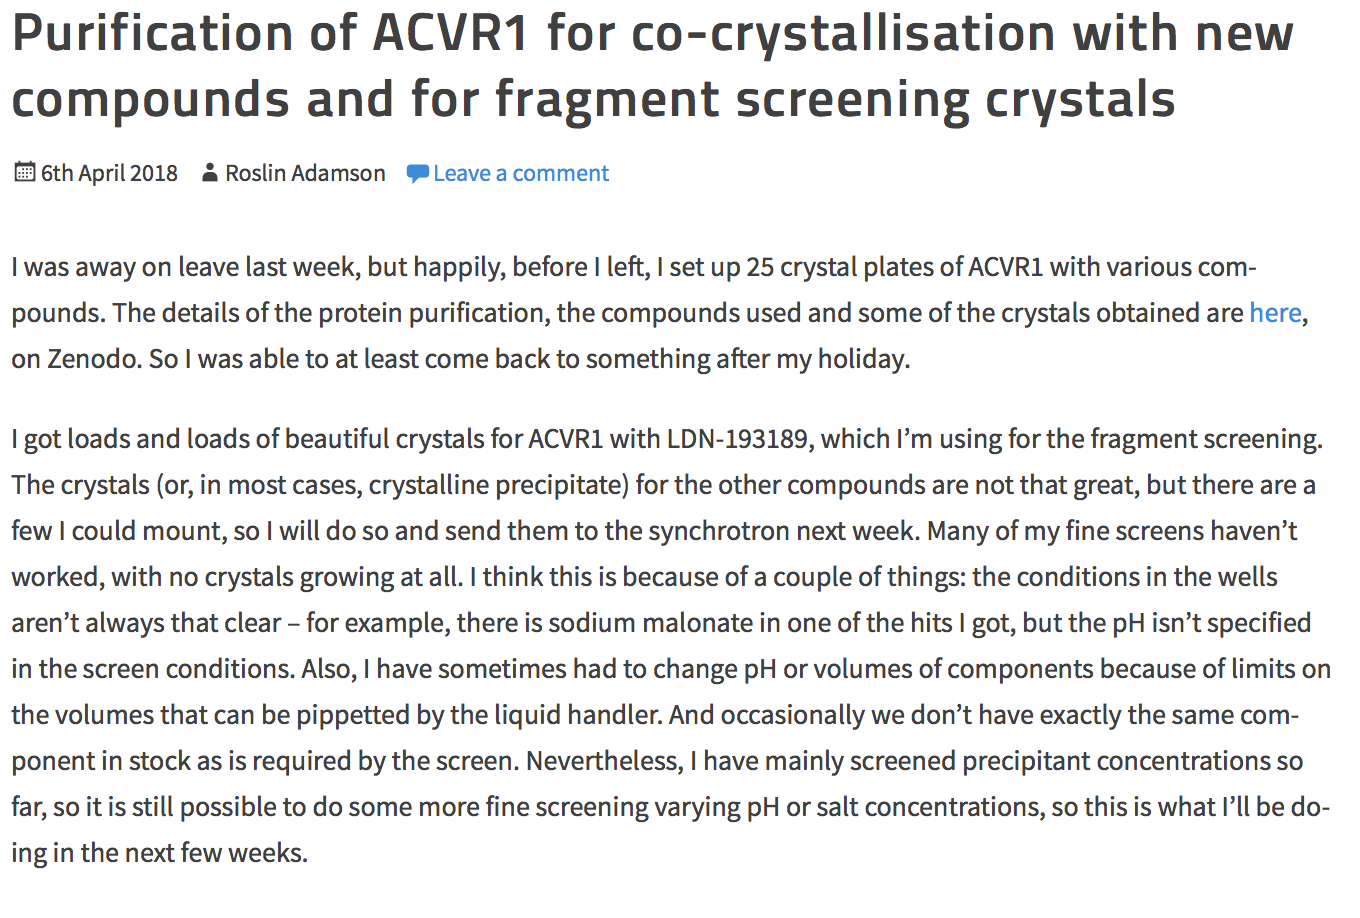 Purification of ACVR1 for co-crystallisation with new
compounds and for fragment screening crystals
6th April 2018 Roslin Adamson Leave a comment
I was away on leave last week, but happily, before I left, I set up 25 crystal plates of ACVR1 with various com-
pounds. The details of the protein purification, the compounds used and some of the crystals obtained are here,
on Zenodo. So I was able to at least come back to something after my holiday.
I got loads and loads of beautiful crystals for ACVR1 with LDN-193189, which I’m using for the fragment screening.
The crystals (or, in most cases, crystalline precipitate) for the other compounds are not that great, but there are a
few I could mount, so I will do so and send them to the synchrotron next week. Many of my fine screens haven’t
worked, with no crystals growing at all. I think this is because of a couple of things: the conditions in the wells
aren’t always that clear – for example, there is sodium malonate in one of the hits I got, but the pH isn’t specified
in the screen conditions. Also, I have sometimes had to change pH or volumes of components because of limits on
the volumes that can be pippetted by the liquid handler. And occasionally we don’t have exactly the same com-
ponent in stock as is required by the screen. Nevertheless, I have mainly screened precipitant concentrations so
far, so it is still possible to do some more fine screening varying pH or salt concentrations, so this is what I’ll be do-
ing in the next few weeks.